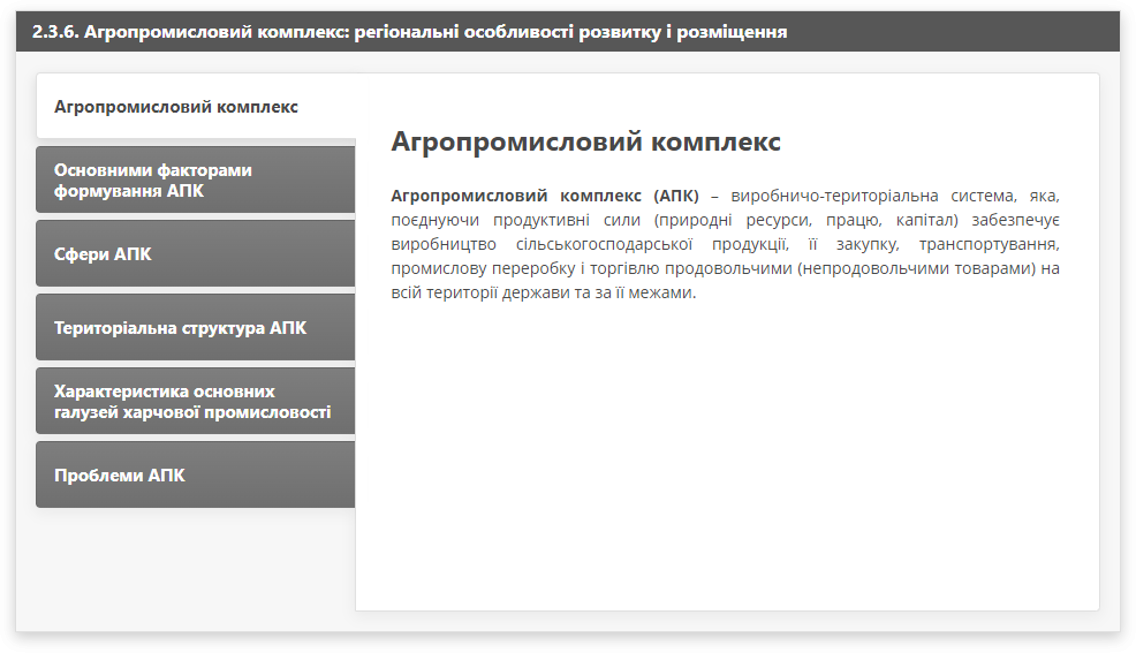 2.3.6. Агропромисловий комплекс: регіональні особливості розвитку і розміщення
Агропромисловий комплекс
Основними факторами
формування АПК
Сфери АПК
Територіальна структура АПК
Характеристика основних
галузей харчової промисловості
Проблеми АПК
Агропромисловий комплекс
Агропромисловий комплекс (АПК) – виробничо-територіальна система, яка,
поєднуючи продуктивні сили (природні ресурси, працю, капітал) забезпечує
виробництво сільськогосподарської продукції, її закупку, транспортування,
промислову переробку і торгівлю продовольчими (непродовольчими товарами) на
всій території держави та за її межами.